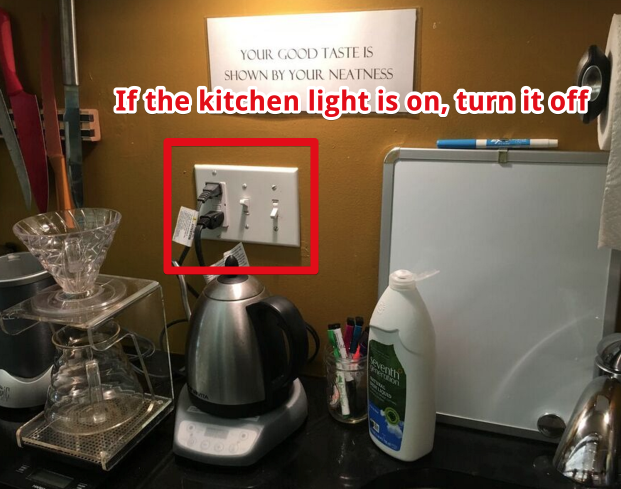 YOUR GOOD TASTE IS
SHOWN BY YOUR NEATNESS
If the kitchen light is on, turn it off
seventh
generation